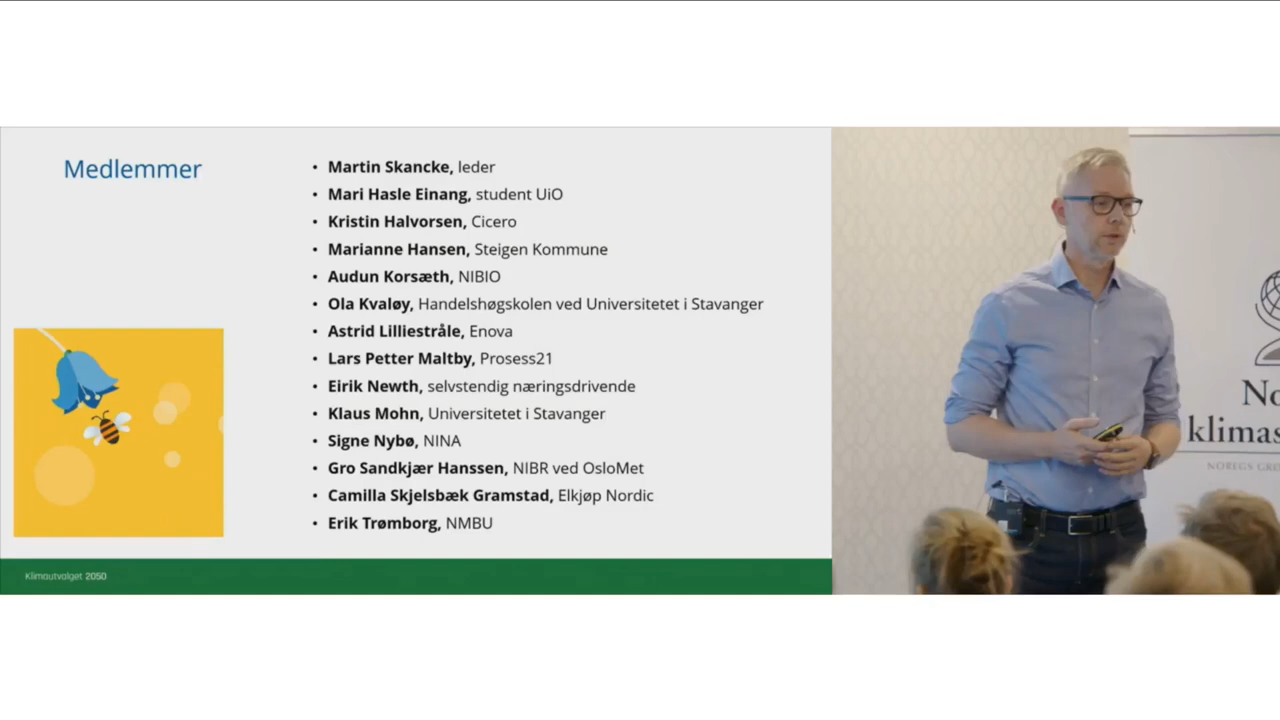 Medlemmer
• Martin Skancke, leder
• Mari Hasle Einang, student UiO
• Kristin Halvorsen, Cicero
• Marianne Hansen, Steigen Kommune
• Audun Korsæth, NIBIO
• Ola Kvaløy, Handelshøgskolen ved Universitetet i Stavanger
• Astrid Lilliestråle, Enova
• Lars Petter Maltby, Prosess21
• Eirik Newth, selvstendig næringsdrivende
• Klaus Mohn, Universitetet i Stavanger
• Signe Nybø, NINA
• Gro Sandkjær Hanssen, NIBR ved OsloMet
• Camilla Skjelsbæk Gramstad, Elkjøp Nordic
• Erik Trømborg, NMBU
Klimautvalget 2050
No
klimas
NOREGS GR